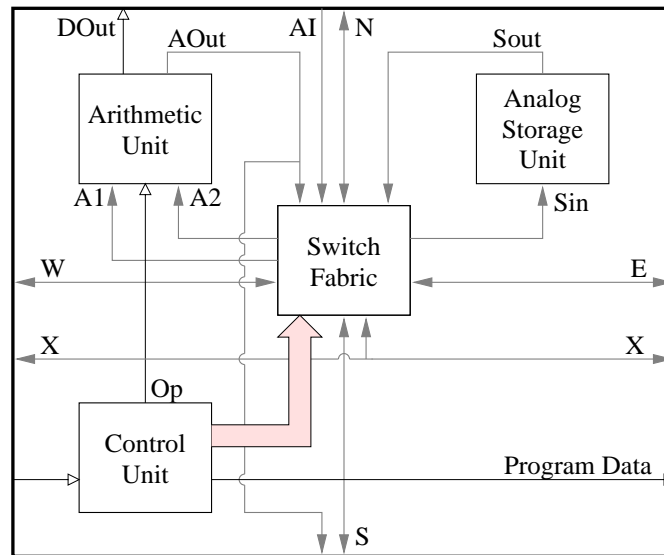 DOut
AOut
AI
N
Sout
Arithmetic
Unit
Analog
Storage
Unit
A1
A2
Sin
Switch
Fabric
W
E
X
X
Op
Control
Unit
Program Data
S